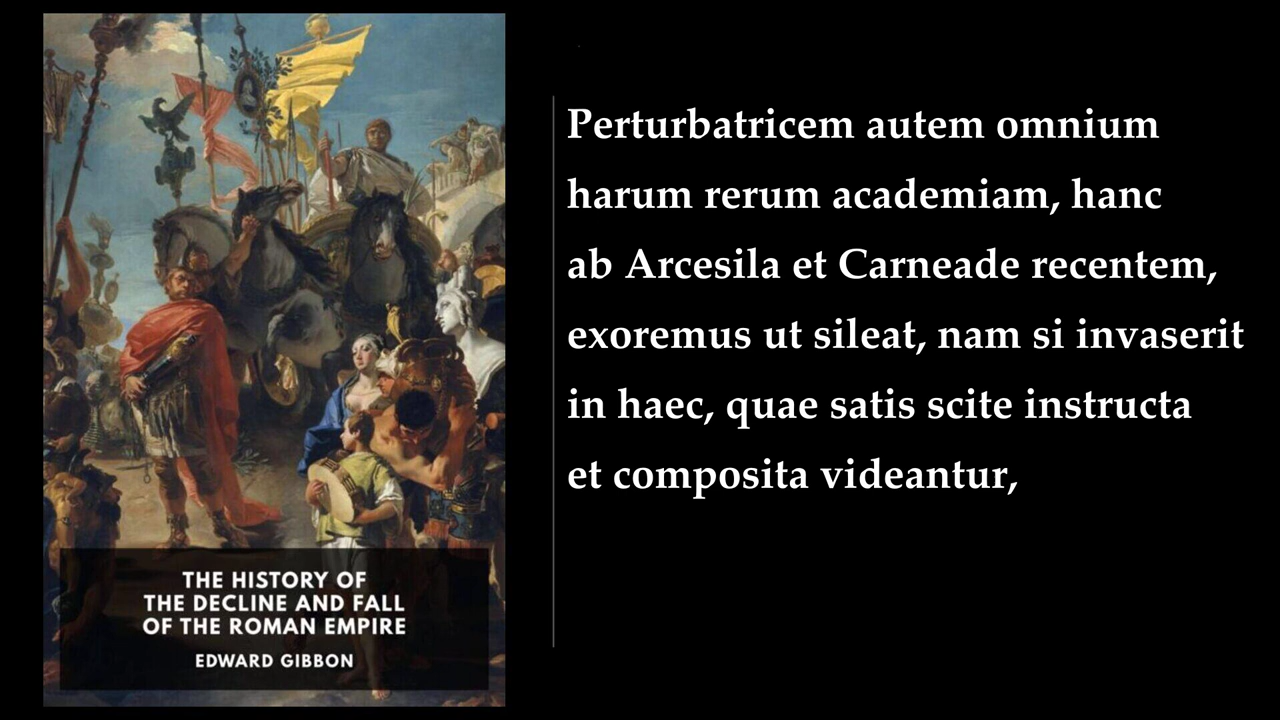 THE HISTORY OF
THE DECLINE AND FALL
OF THE ROMAN EMPIRE
EDWARD GIBBON
Perturbatricem autem omnium
harum rerum academiam, hanc
ab Arcesila et Carneade recentem,
exoremus ut sileat, nam si invaserit
in haec, quae satis scite instructa
et composita videantur,